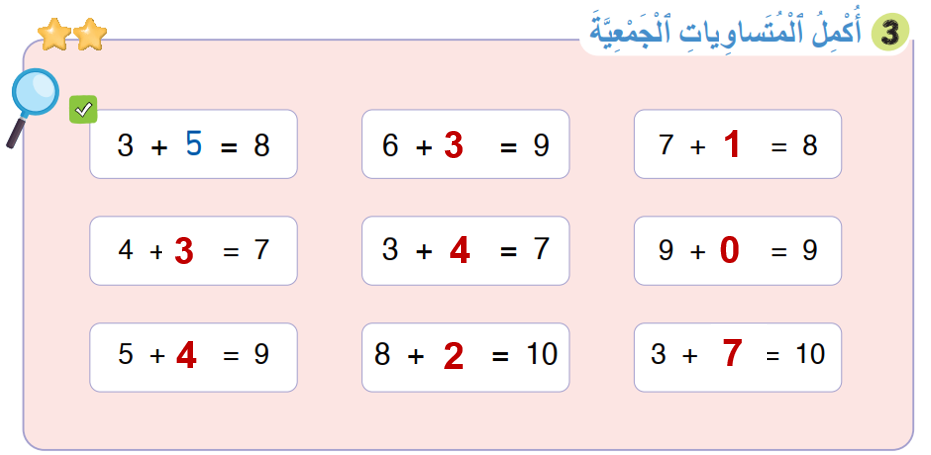 3 أُكْمِلُ ٱلْمُتَساوِياتِ ٱلْجَمْعِيَّةَ
3 + 5 = 8
6 + 3 = 9
7 + 1 = 8
4 + 3 = 7
3 + 4 = 7
9 + 0 = 9
5 + 4 = 9
8 + 2 = 10
3 + 7 = 10